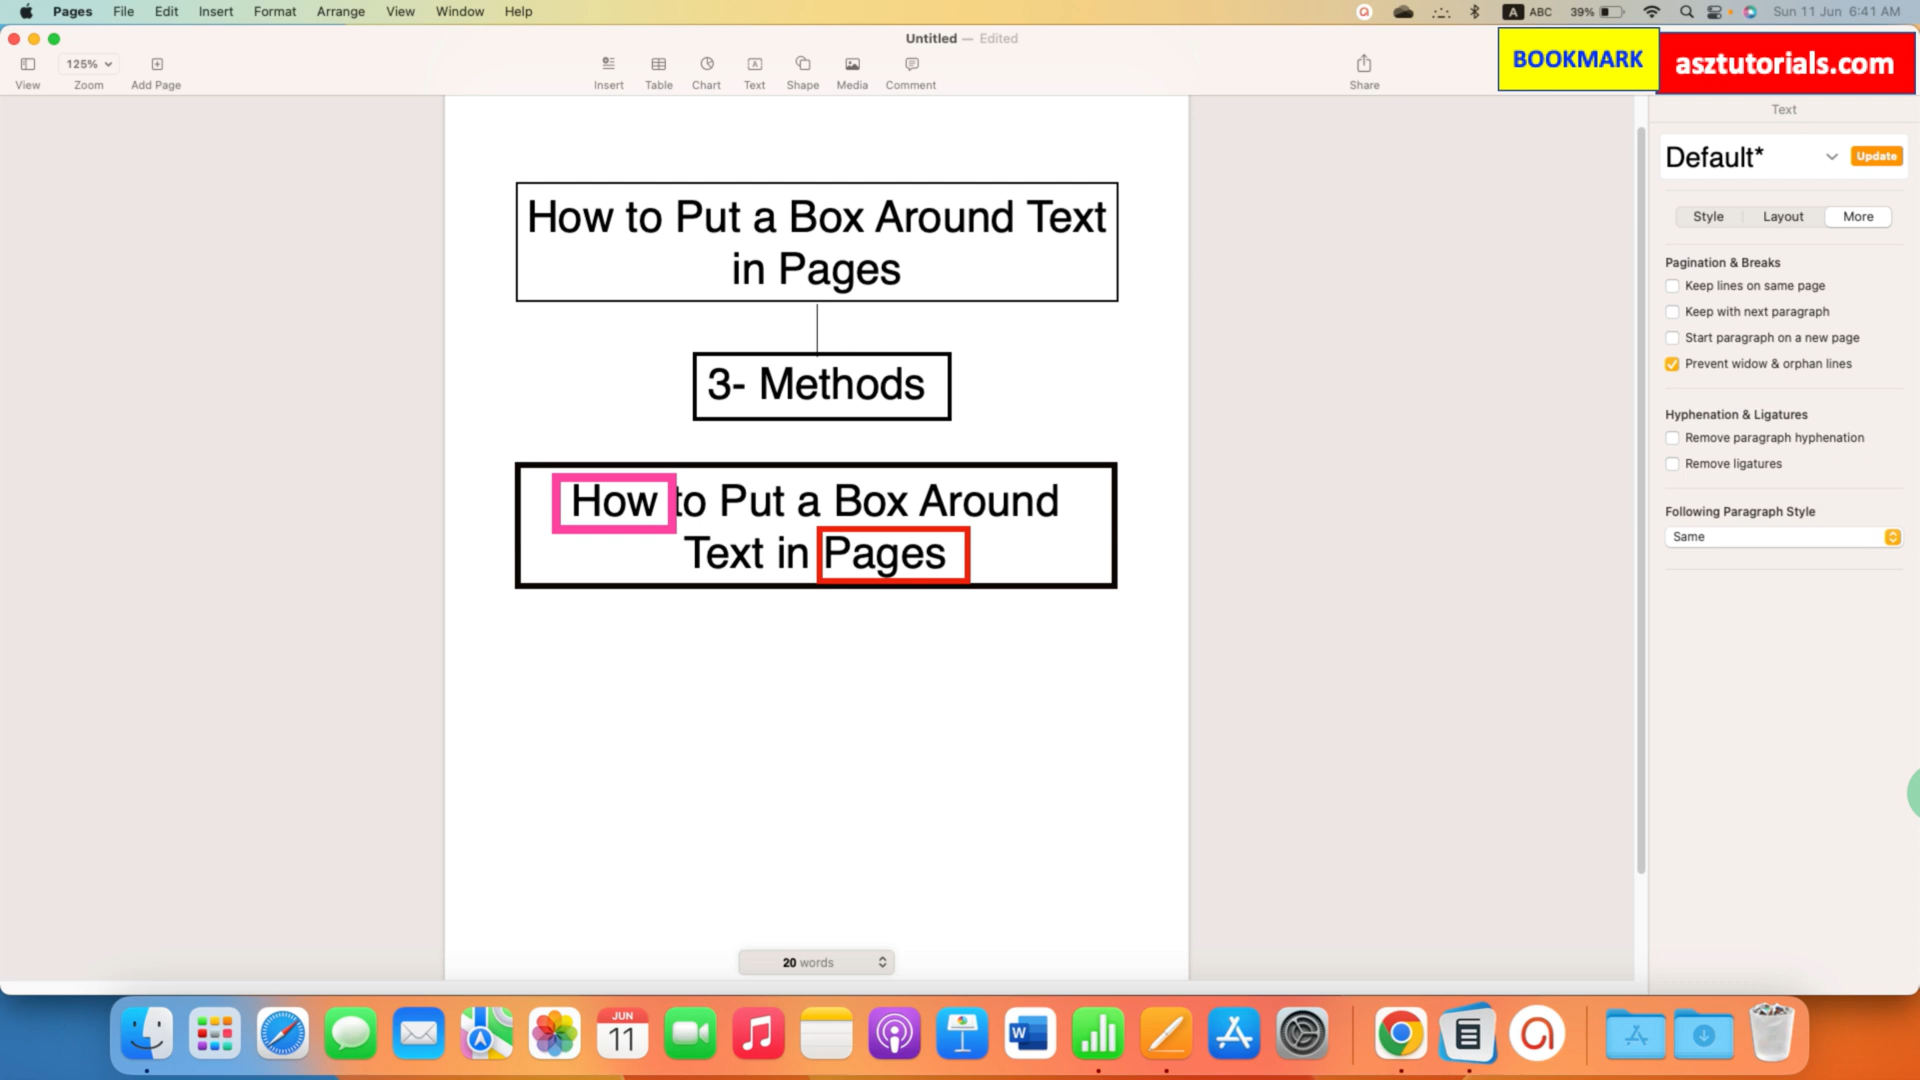 Pages File Edit Insert Format Arrange View Window Help
A ABC 39% Sun 11 Jun 6:41 AM
Untitled — Edited
BOOKMARK
asztutorials.com
125%
View Zoom Add Page Insert Table Chart Text Shape Media Comment Share
Text
Default*
Update
Style Layout More
Pagination & Breaks
Keep lines on same page
Keep with next paragraph
Start paragraph on a new page
Prevent widow & orphan lines
Hyphenation & Ligatures
Remove paragraph hyphenation
Remove ligatures
Following Paragraph Style
Same
How to Put a Box Around Text
in Pages
3- Methods
How to Put a Box Around
Text in Pages
20 words
JUN
11
W